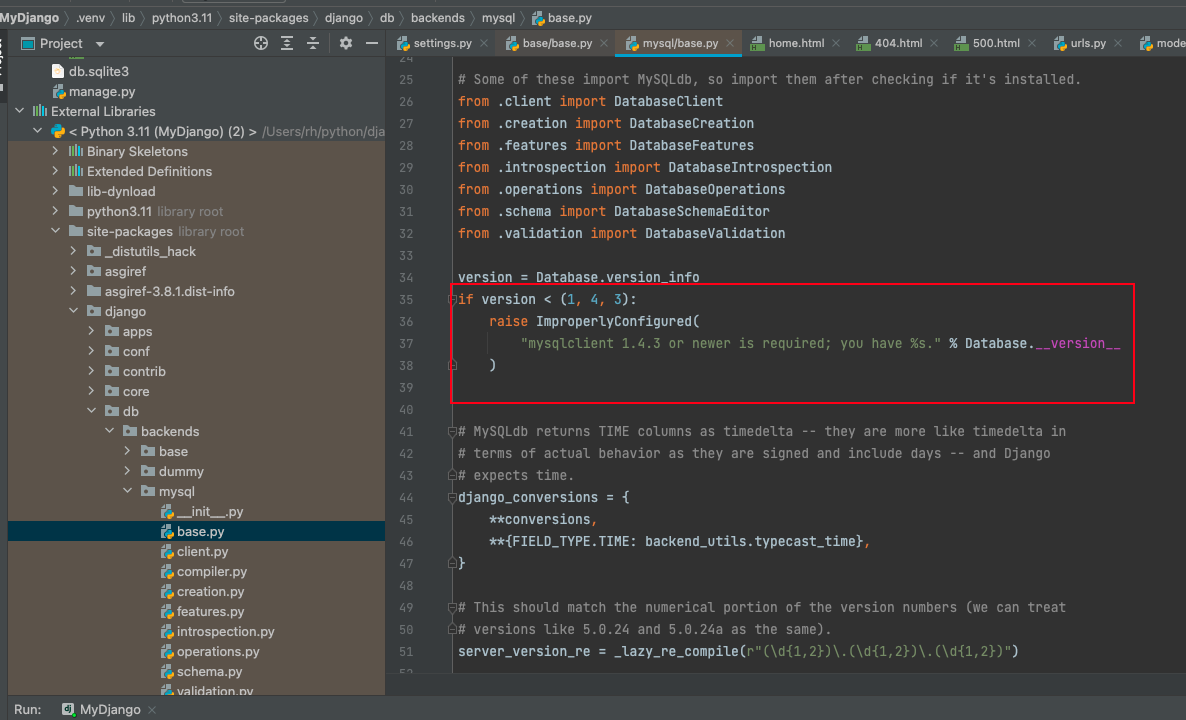 MyDjango > .venv > lib > python3.11 > site-packages > django > db > backends > mysql > base.py
Project
settings.py
base/base.py
mysql/base.py
home.html
404.html
500.html
urls.py
mode
db.sqlite3
manage.py
External Libraries
< Python 3.11 (MyDjango) (2) > /Users/rh/python/dja
Binary Skeletons
Extended Definitions
lib-dynload
python3.11 library root
site-packages library root
_distutils_hack
asgiref
asgiref-3.8.1.dist-info
django
apps
conf
contrib
core
db
backends
base
dummy
mysql
__init__.py
base.py
client.py
compiler.py
creation.py
features.py
introspection.py
operations.py
schema.py
validation.py
24
25 # Some of these import MySQLdb, so import them after checking if it's installed.
26 from .client import DatabaseClient
27 from .creation import DatabaseCreation
28 from .features import DatabaseFeatures
29 from .introspection import DatabaseIntrospection
30 from .operations import DatabaseOperations
31 from .schema import DatabaseSchemaEditor
32 from .validation import DatabaseValidation
33
34 version = Database.version_info
35 if version < (1, 4, 3):
36     raise ImproperlyConfigured(
37         "mysqlclient 1.4.3 or newer is required; you have %s." % Database.__version__
38     )
39
40
41 # MySQLdb returns TIME columns as timedelta -- they are more like timedelta in
42 # terms of actual behavior as they are signed and include days -- and Django
43 # expects time.
44 django_conversions = {
45     **conversions,
46     **{FIELD_TYPE.TIME: backend_utils.typecast_time},
47 }
48
49 # This should match the numerical portion of the version numbers (we can treat
50 # versions like 5.0.24 and 5.0.24a as the same).
51 server_version_re = _lazy_re_compile(r"(\d{1,2})\.(\d{1,2})\.(\d{1,2})")
Run: MyDjango